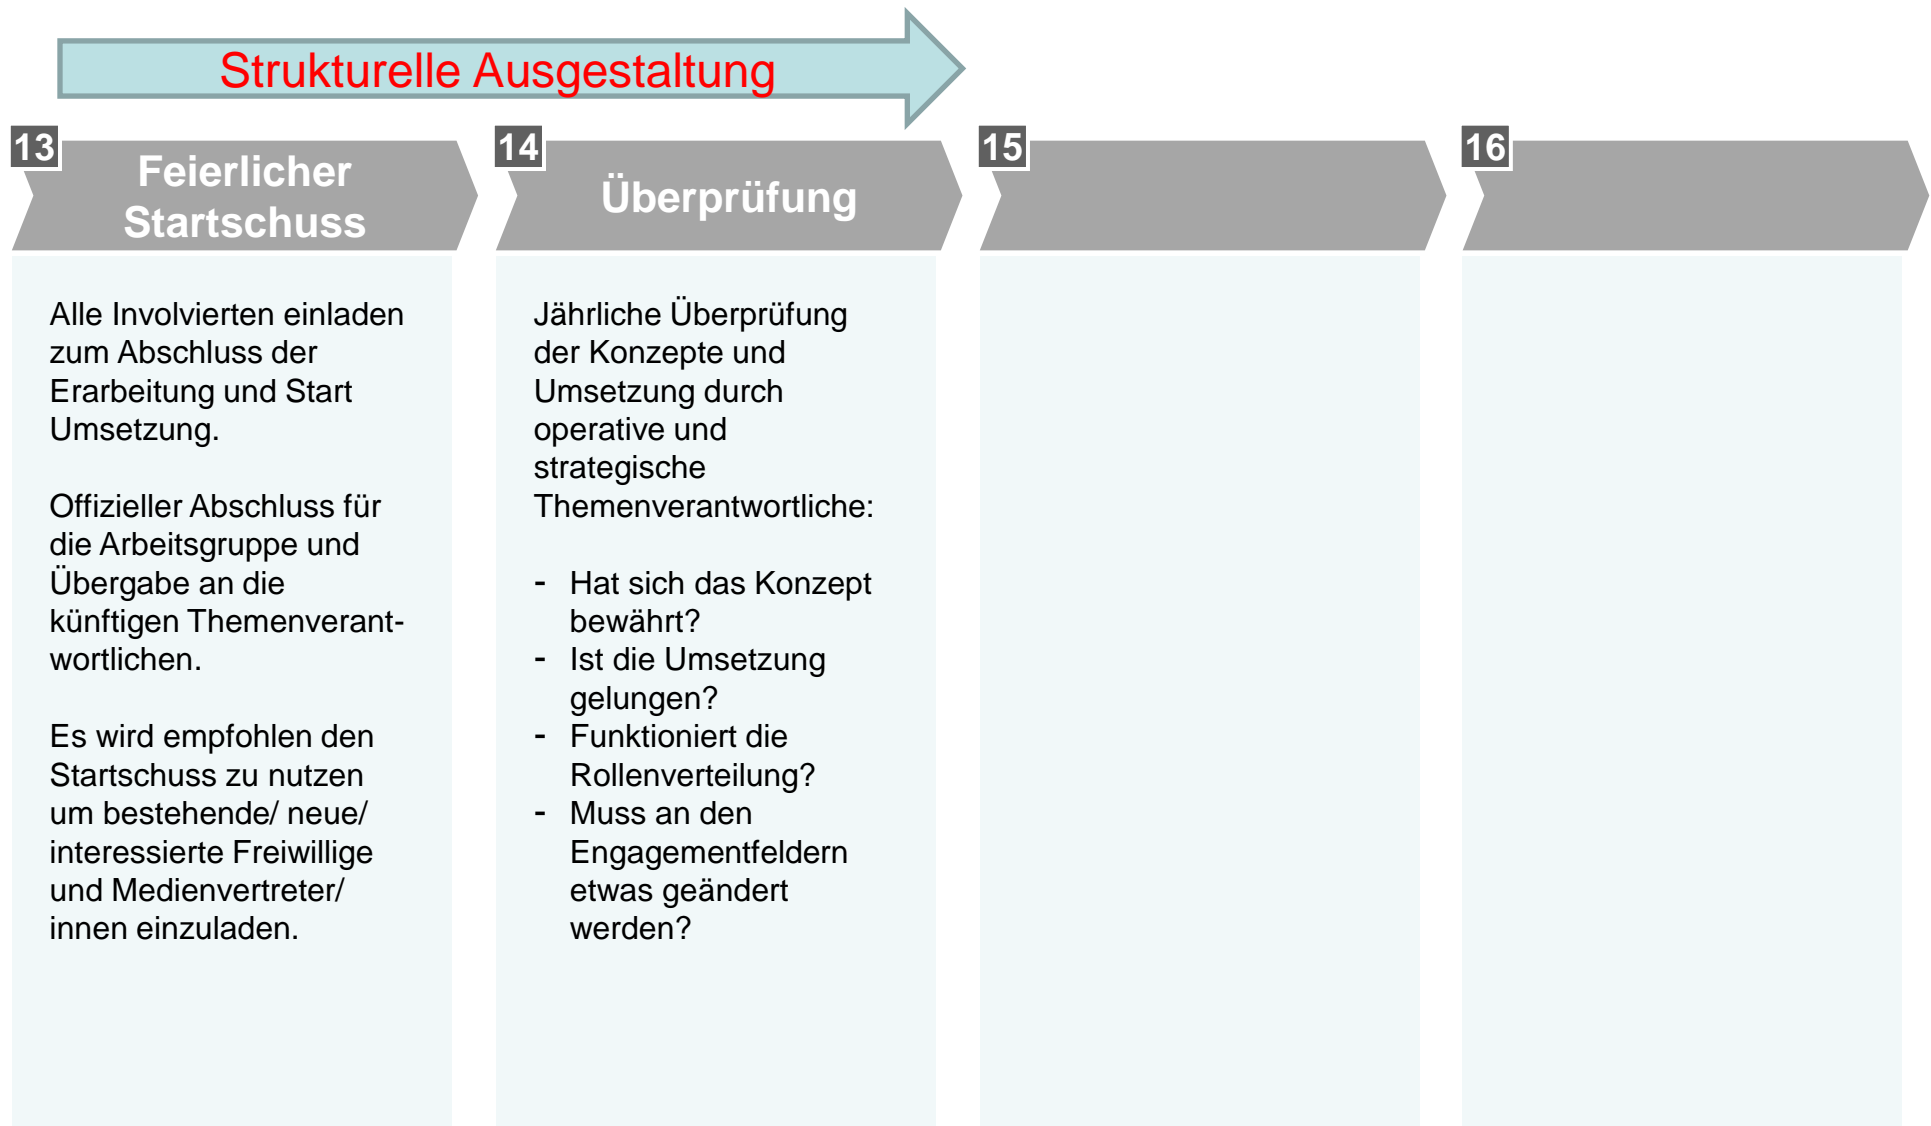 Strukturelle Ausgestaltung
13
Feierlicher
Startschuss
Alle Involvierten einladen
zum Abschluss der
Erarbeitung und Start
Umsetzung.
Offizieller Abschluss für
die Arbeitsgruppe und
Übergabe an die
künftigen Themenverant-
wortlichen.
Es wird empfohlen den
Startschuss zu nutzen
um bestehende/ neue/
interessierte Freiwillige
und Medienvertreter/
innen einzuladen.
14
Überprüfung
Jährliche Überprüfung
der Konzepte und
Umsetzung durch
operative und
strategische
Themenverantwortliche:
- Hat sich das Konzept
bewährt?
- Ist die Umsetzung
gelungen?
- Funktioniert die
Rollenverteilung?
- Muss an den
Engagementfeldern
etwas geändert
werden?
15
16